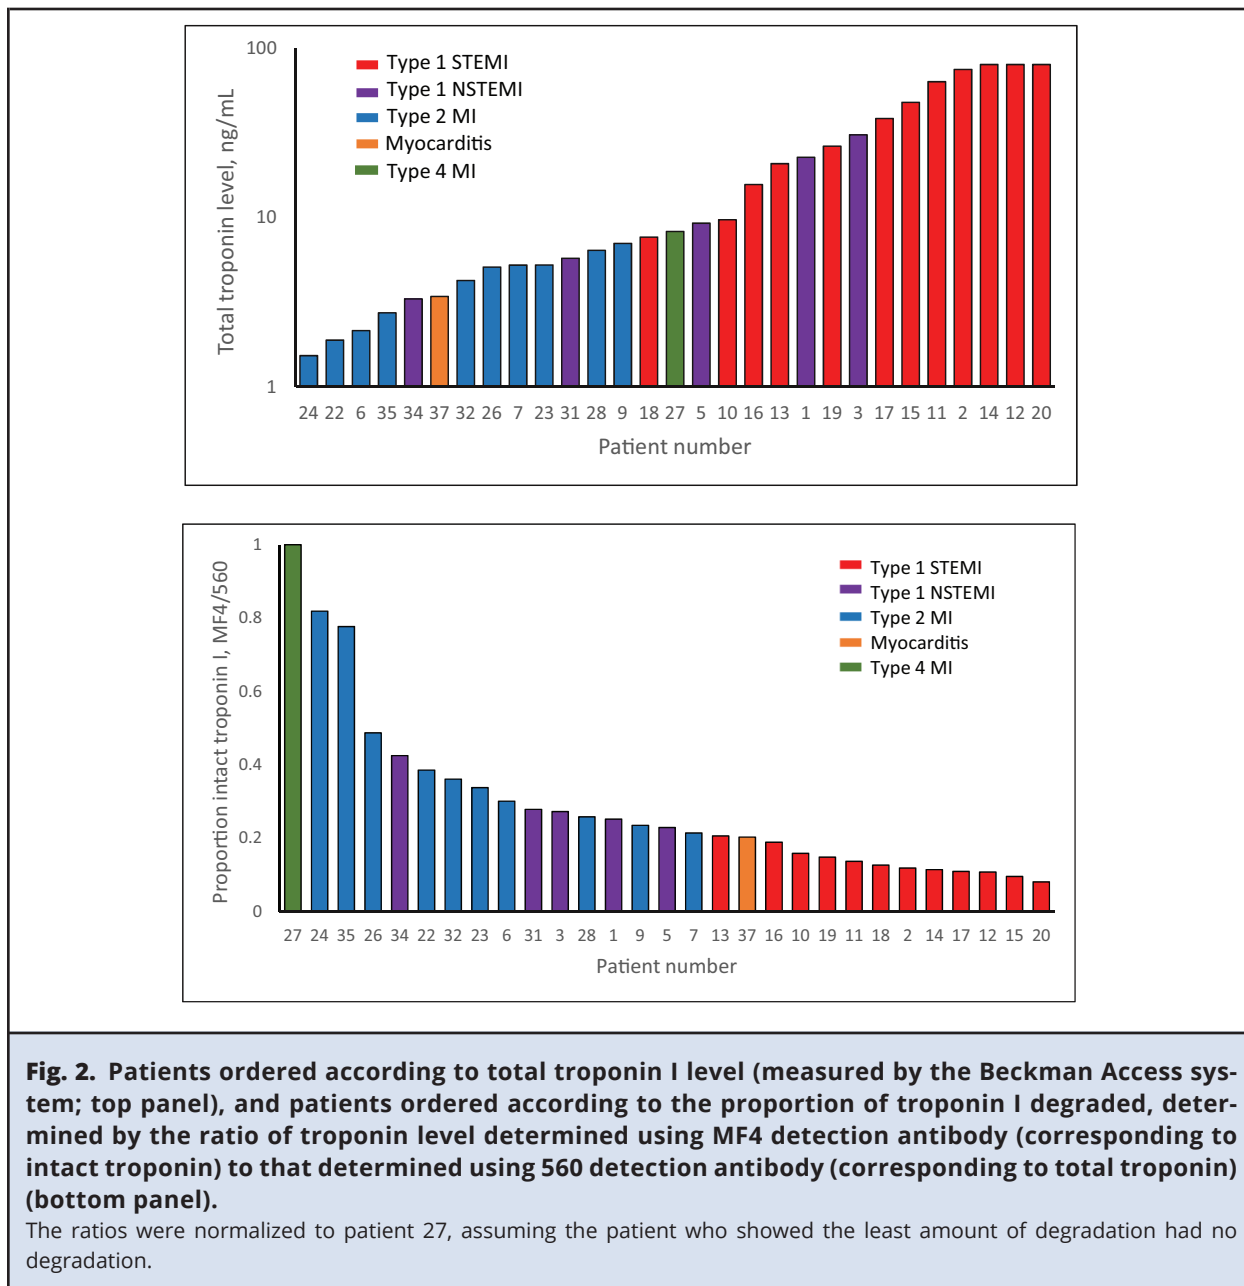 100
10
1
Total troponin level, ng/mL
Type 1 STEMI
Type 1 NSTEMI
Type 2 MI
Myocarditis
Type 4 MI
24 22 6 35 34 37 32 26 7 23 31 28 9 18 27 5 10 16 13 1 19 3 17 15 11 2 14 12 20
Patient number
1
0.8
0.6
0.4
0.2
0
Proportion intact troponin I, MF4/560
Type 1 STEMI
Type 1 NSTEMI
Type 2 MI
Myocarditis
Type 4 MI
27 24 35 26 34 22 32 23 6 31 3 28 1 9 5 7 13 37 16 10 19 11 18 2 14 17 12 15 20
Patient number
Fig. 2. Patients ordered according to total troponin I level (measured by the Beckman Access sys-
tem; top panel), and patients ordered according to the proportion of troponin I degraded, deter-
mined by the ratio of troponin level determined using MF4 detection antibody (corresponding to
intact troponin) to that determined using 560 detection antibody (corresponding to total troponin)
(bottom panel).
The ratios were normalized to patient 27, assuming the patient who showed the least amount of degradation had no
degradation.